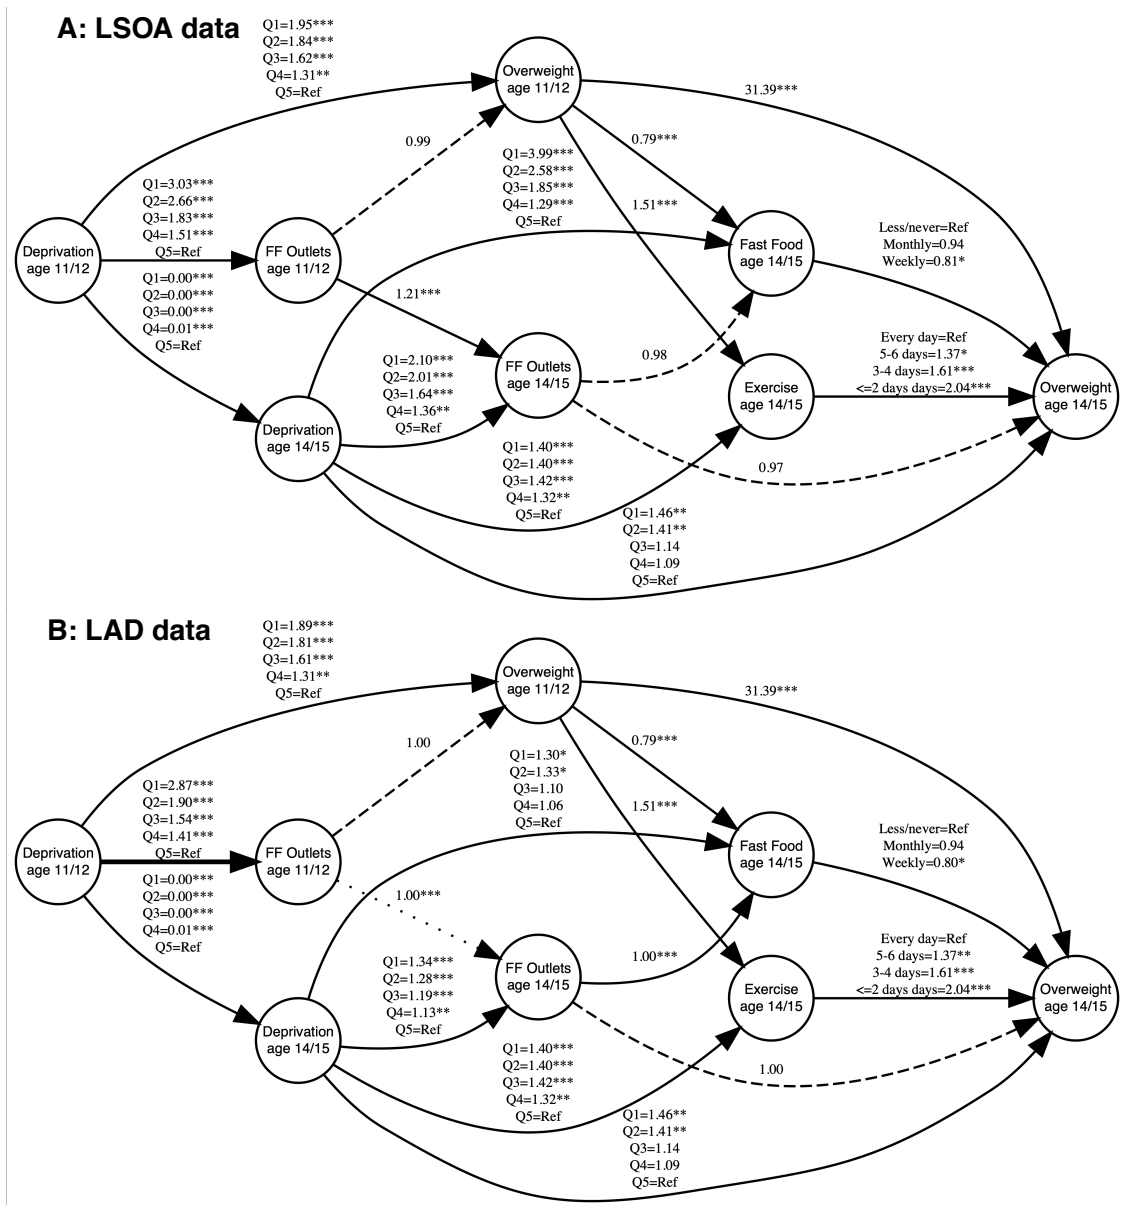 A: LSOA data
Q1=1.95***
Q2=1.84***
Q3=1.62***
Q4=1.31**
Q5=Ref
Overweight
age 11/12
31.39***
0.99
0.79***
Q1=3.99***
Q2=2.58***
Q3=1.85***
Q4=1.29***
Q5=Ref
1.51***
Q1=3.03***
Q2=2.66***
Q3=1.83***
Q4=1.51***
Q5=Ref
Deprivation
age 11/12
FF Outlets
age 11/12
Fast Food
age 14/15
Less/never=Ref
Monthly=0.94
Weekly=0.81*
Q1=0.00***
Q2=0.00***
Q3=0.00***
Q4=0.01***
Q5=Ref
1.21***
Q1=2.10***
Q2=2.01***
Q3=1.64***
Q4=1.36**
Q5=Ref
FF Outlets
age 14/15
0.98
Exercise
age 14/15
Every day=Ref
5-6 days=1.37*
3-4 days=1.61***
<=2 days days=2.04***
Overweight
age 14/15
Deprivation
age 14/15
Q1=1.40***
Q2=1.40***
Q3=1.42***
Q4=1.32**
Q5=Ref
0.97
Q1=1.46**
Q2=1.41**
Q3=1.14
Q4=1.09
Q5=Ref
B: LAD data
Q1=1.89***
Q2=1.81***
Q3=1.61***
Q4=1.31**
Q5=Ref
Overweight
age 11/12
31.39***
1.00
0.79***
Q1=1.30*
Q2=1.33*
Q3=1.10
Q4=1.06
Q5=Ref
1.51***
Q1=2.87***
Q2=1.90***
Q3=1.54***
Q4=1.41***
Q5=Ref
Deprivation
age 11/12
FF Outlets
age 11/12
Fast Food
age 14/15
Less/never=Ref
Monthly=0.94
Weekly=0.80*
Q1=0.00***
Q2=0.00***
Q3=0.00***
Q4=0.01***
Q5=Ref
1.00***
Q1=1.34***
Q2=1.28***
Q3=1.19***
Q4=1.13**
Q5=Ref
FF Outlets
age 14/15
1.00***
Exercise
age 14/15
Every day=Ref
5-6 days=1.37**
3-4 days=1.61***
<=2 days days=2.04***
Overweight
age 14/15
Deprivation
age 14/15
Q1=1.40***
Q2=1.40***
Q3=1.42***
Q4=1.32**
Q5=Ref
1.00
Q1=1.46**
Q2=1.41**
Q3=1.14
Q4=1.09
Q5=Ref